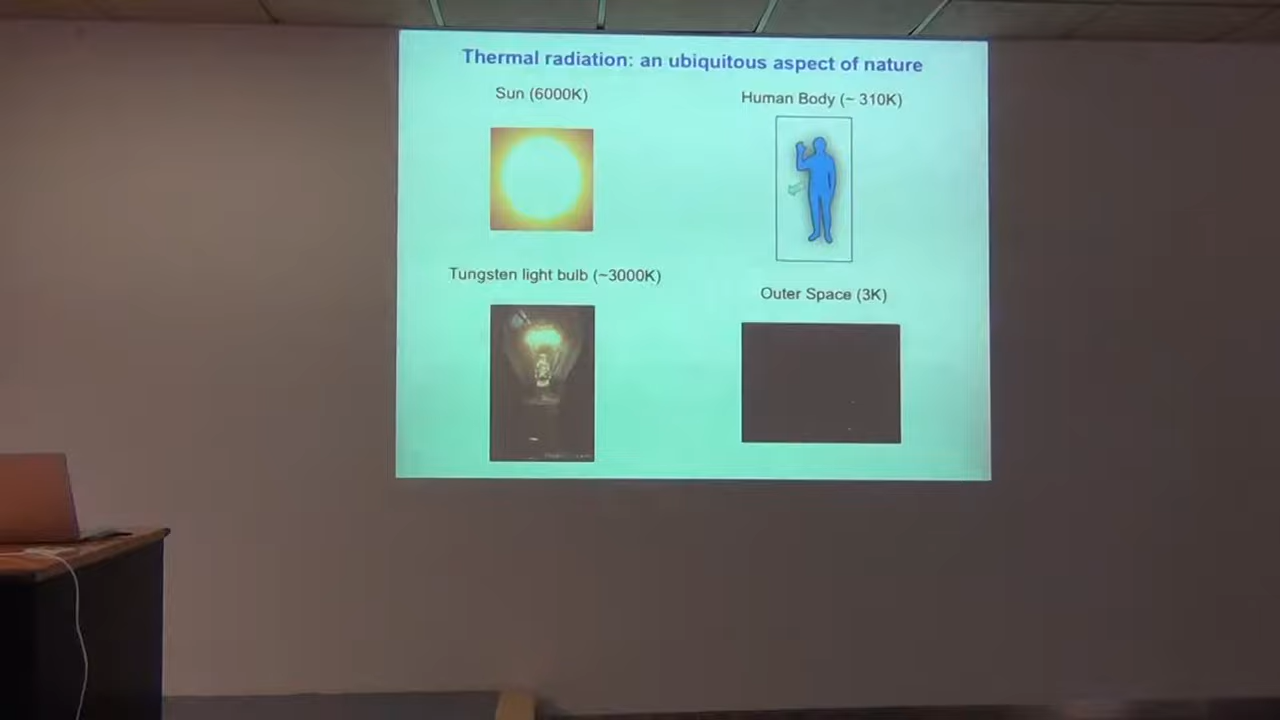 Thermal radiation: an ubiquitous aspect of nature
Sun (6000K)
Human Body (~ 310K)
Tungsten light bulb (~3000K)
Outer Space (3K)